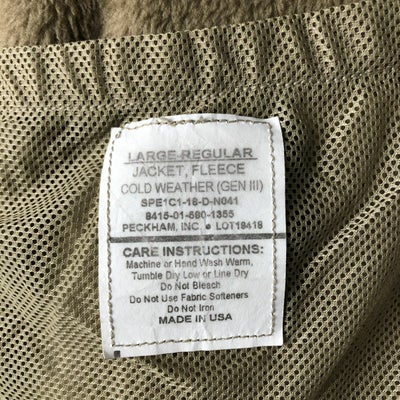 LARGE-REGULAR
JACKET, FLEECE
COLD WEATHER (GEN III)
SPE1C1-18-D-N041
8415-01-580-1355
PECKHAM, INC. • LOT19418
CARE INSTRUCTIONS:
Machine or Hand Wash Warm,
Tumble Dry Low or Line Dry
Do Not Bleach
Do Not Use Fabric Softeners
Do Not Iron
MADE IN USA